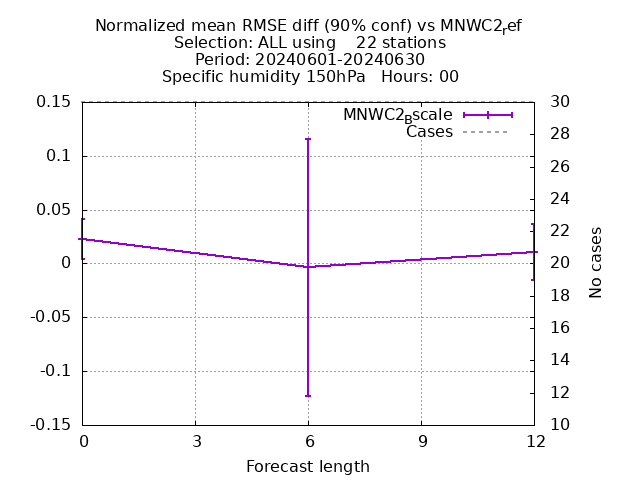 Normalized mean RMSE diff (90% conf) vs MNWC2ref
Selection: ALL using    22 stations
Period: 20240601-20240630
Specific humidity 150hPa   Hours: 00
MNWC2Bscale
Cases
0.15
0.1
0.05
0
-0.05
-0.1
-0.15
30
28
26
24
22
20
18
16
14
12
10
No cases
0 3 6 9 12
Forecast length